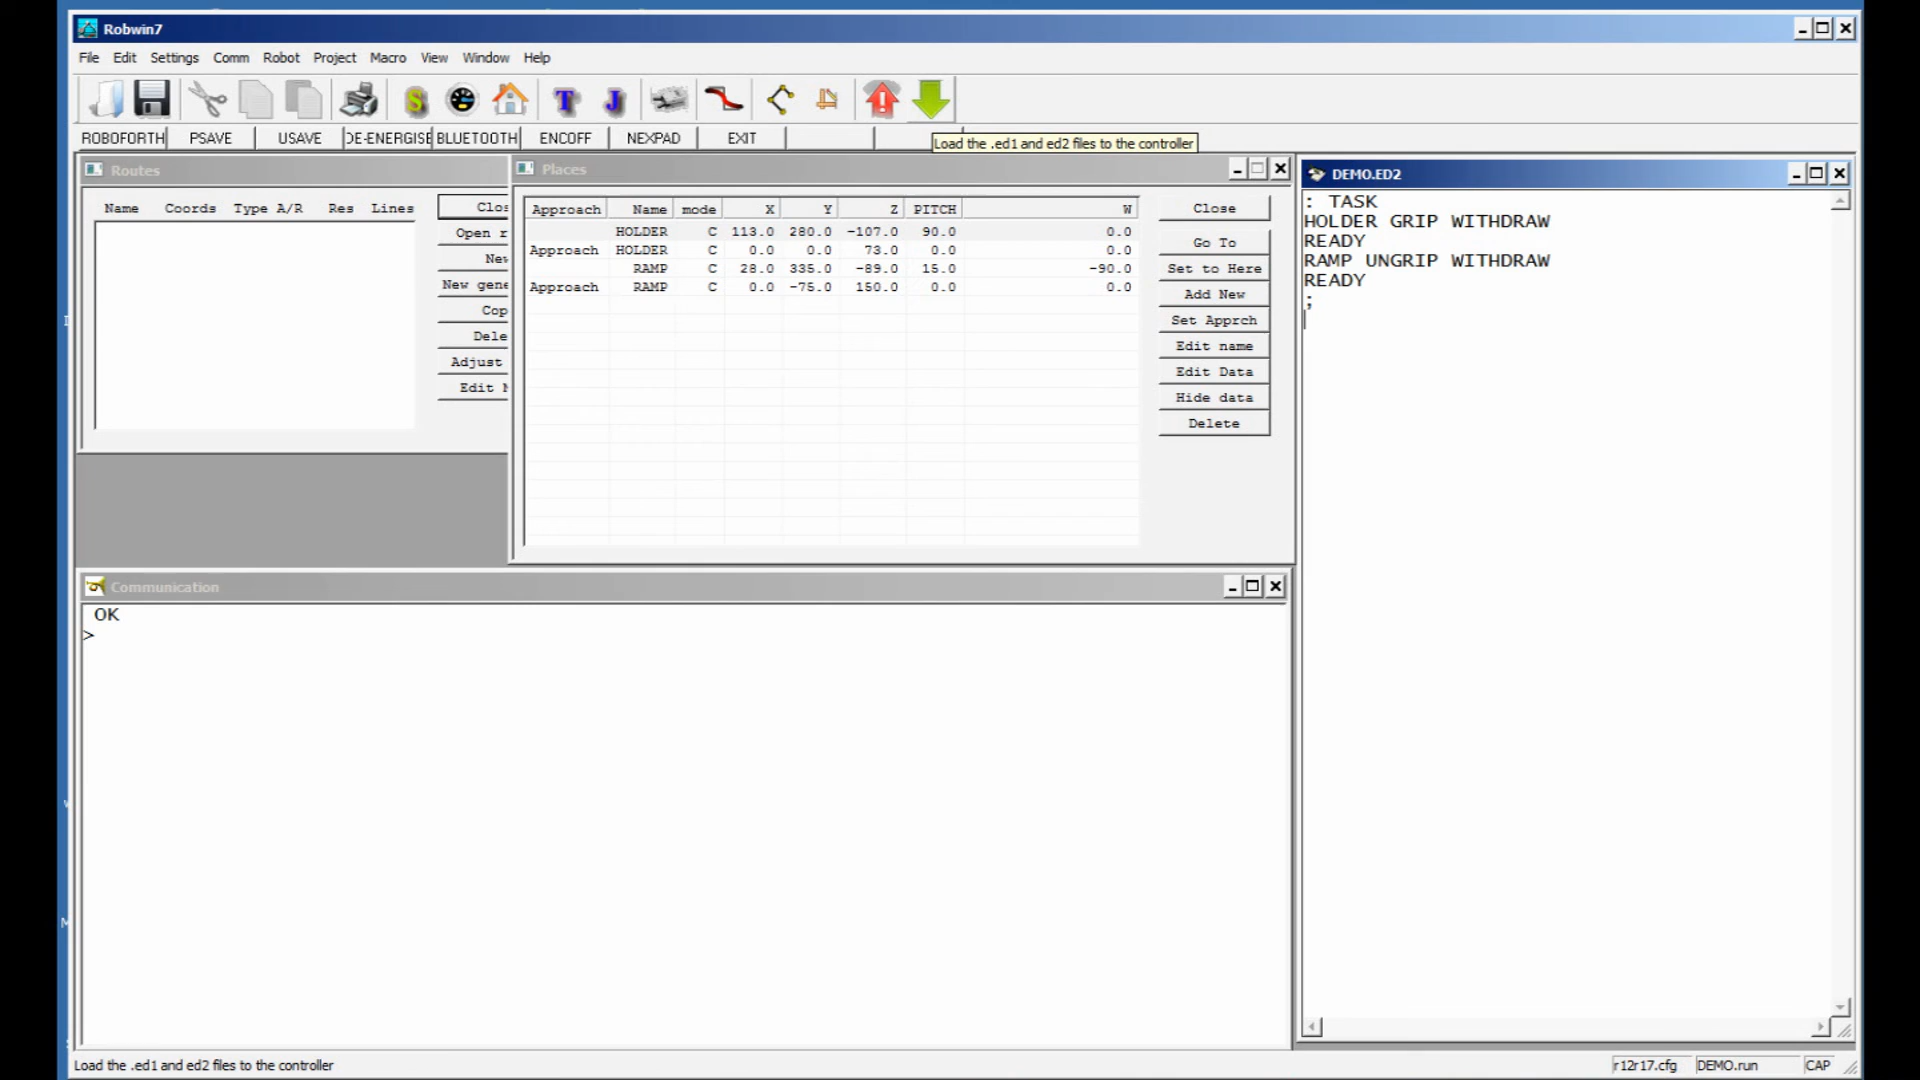 Robwin7
File Edit Settings Comm Robot Project Macro View Window Help
S T J
ROBOFORTH PSAVE USAVE DE-ENERGISE BLUETOOTH ENCOFF NEXPAD EXIT
Load the .ed1 and ed2 files to the controller
Routes
Name Coords Type A/R Res Lines
Clos
Open r
New
New gene
Cop
Dele
Adjust
Edit
Places
Approach Name mode X Y Z PITCH W
HOLDER C 113.0 280.0 -107.0 90.0 0.0
Approach HOLDER C 0.0 0.0 73.0 0.0 0.0
RAMP C 28.0 335.0 -89.0 15.0 -90.0
Approach RAMP C 0.0 -75.0 150.0 0.0 0.0
Close
Go To
Set to Here
Add New
Set Apprch
Edit name
Edit Data
Hide data
Delete
DEMO.ED2
: TASK
HOLDER GRIP WITHDRAW
READY
RAMP UNGRIP WITHDRAW
READY
;
Communication
OK
>
Load the .ed1 and ed2 files to the controller
r12r17.cfg DEMO.run CAP